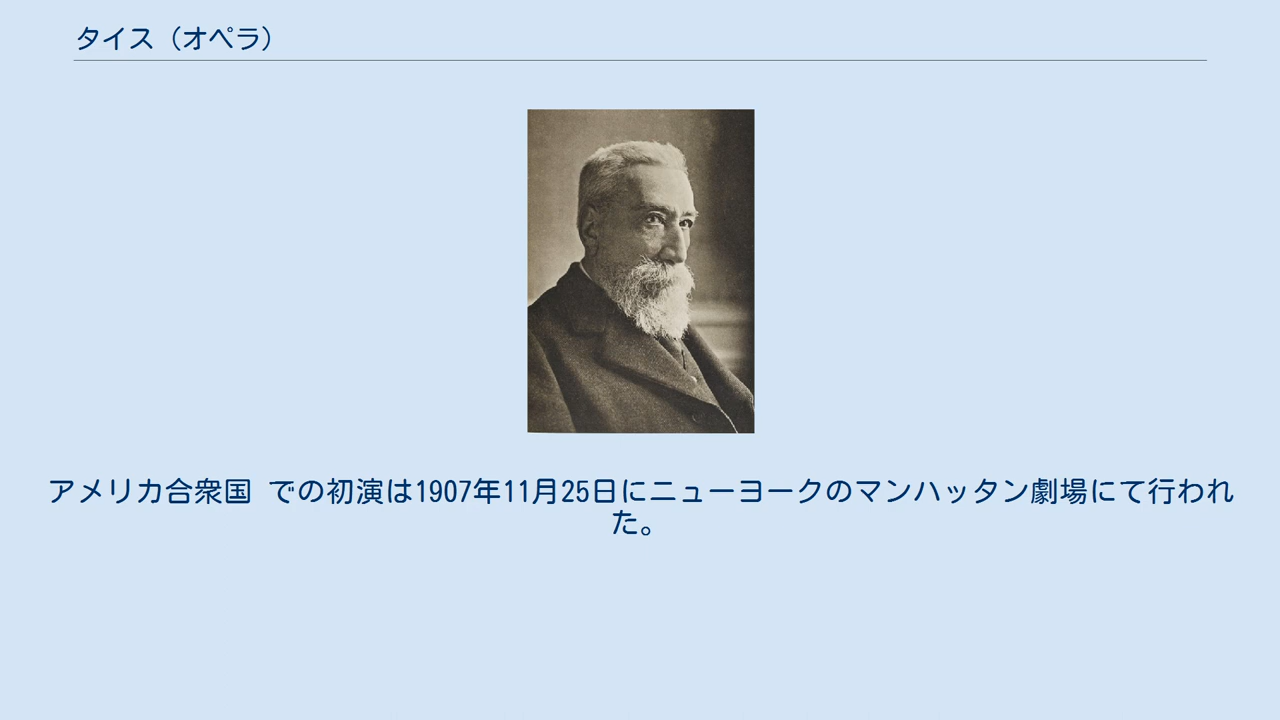 タイス（オペラ）
アメリカ合衆国 での初演は1907年11月25日にニューヨークのマンハッタン劇場にて行われ
た。